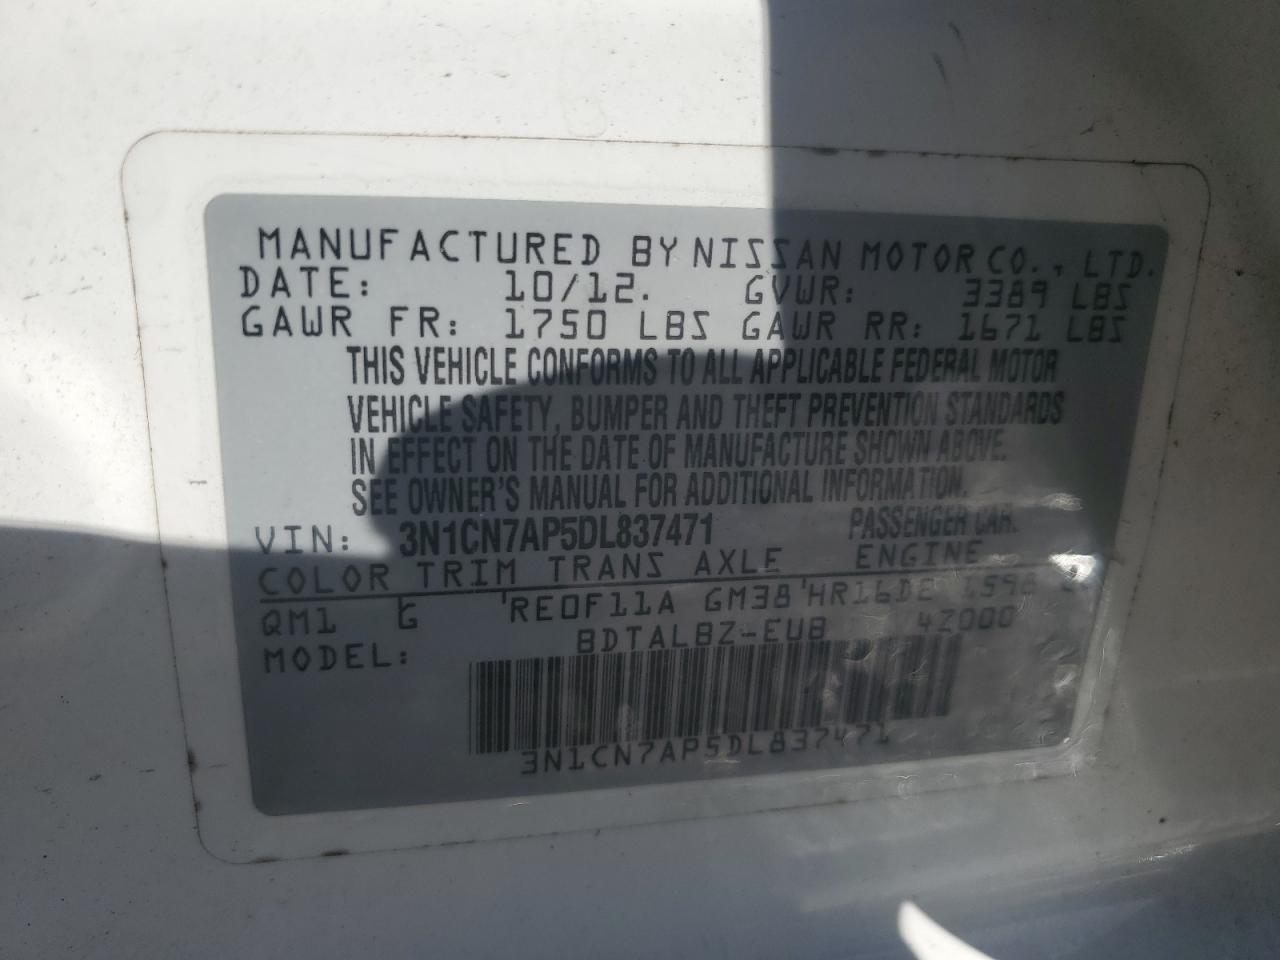 MANUFACTURED BY NISSAN MOTOR CO., LTD.
DATE: 10/12. GVWR: 3389 LBS
GAWR FR: 1750 LBS GAWR RR: 1671 LBS
THIS VEHICLE CONFORMS TO ALL APPLICABLE FEDERAL MOTOR
VEHICLE SAFETY, BUMPER AND THEFT PREVENTION STANDARDS
IN EFFECT ON THE DATE OF MANUFACTURE SHOWN ABOVE.
SEE OWNER'S MANUAL FOR ADDITIONAL INFORMATION.
VIN: 3N1CN7AP5DL837471 PASSENGER CAR.
COLOR TRIM TRANS AXLE ENGINE
QM1 G 'RE0F11A GM38 'HR16DE 1598
MODEL: BDTALBZ-EUB 4Z000
3N1CN7AP5DL837471